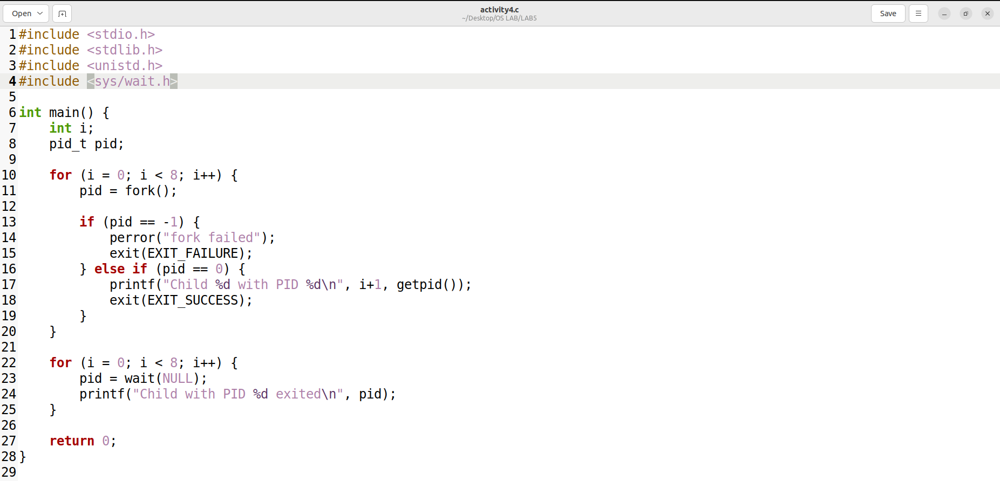 Open
activity4.c
~/Desktop/OS LAB/LAB5
Save
1 #include <stdio.h>
2 #include <stdlib.h>
3 #include <unistd.h>
4 #include <sys/wait.h>
5
6 int main() {
7     int i;
8     pid_t pid;
9
10     for (i = 0; i < 8; i++) {
11         pid = fork();
12
13         if (pid == -1) {
14             perror("fork failed");
15             exit(EXIT_FAILURE);
16         } else if (pid == 0) {
17             printf("Child %d with PID %d\n", i+1, getpid());
18             exit(EXIT_SUCCESS);
19         }
20     }
21
22     for (i = 0; i < 8; i++) {
23         pid = wait(NULL);
24         printf("Child with PID %d exited\n", pid);
25     }
26
27     return 0;
28 }
29